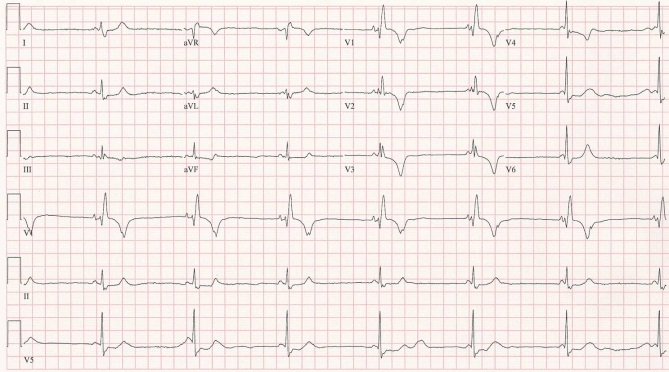 I aVR V1 V4
II aVL V2 V5
III aVF V3 V6
V1
II
V5